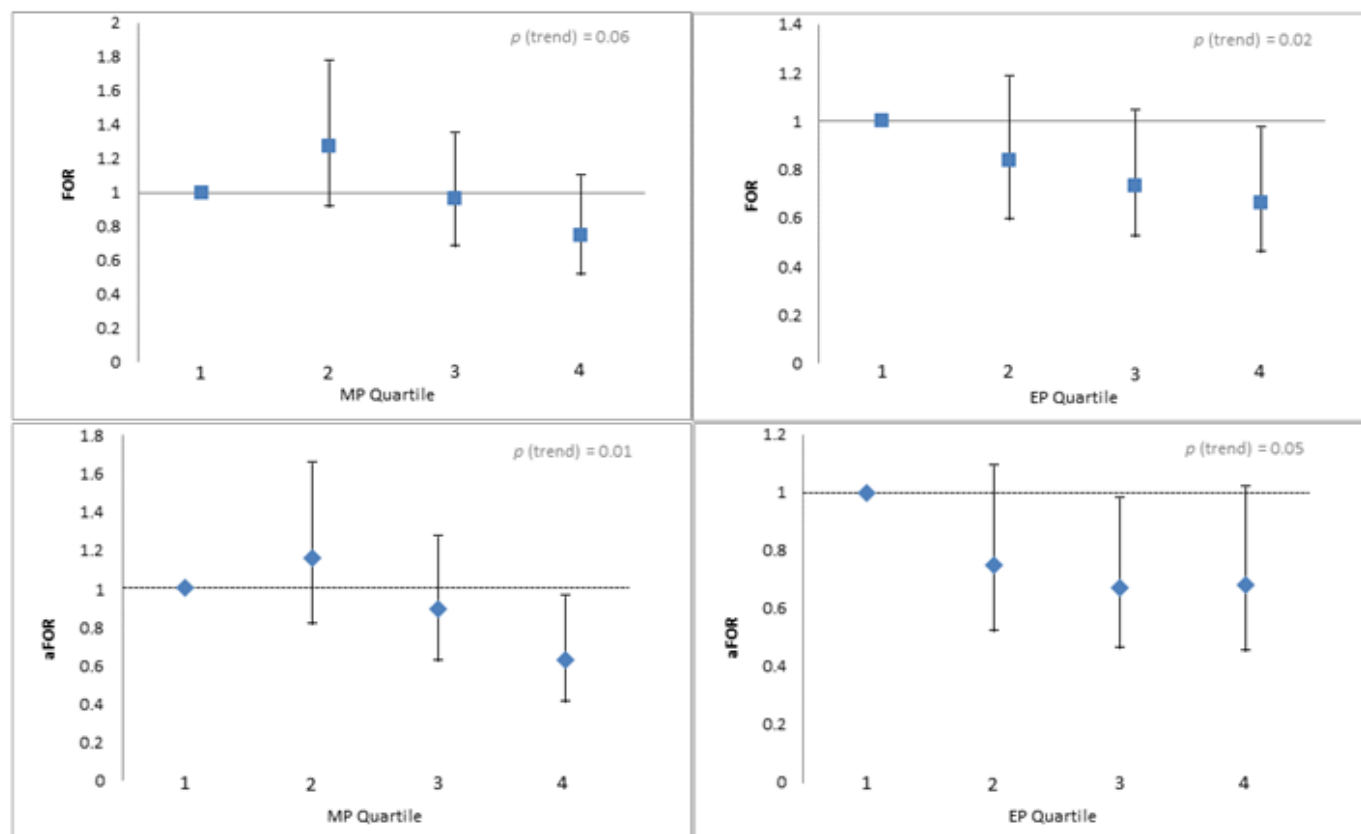 p (trend) = 0.06
2
1.8
1.6
1.4
1.2
1
0.8
0.6
0.4
0.2
0
FOR
1 2 3 4
MP Quartile
p (trend) = 0.02
1.4
1.2
1
0.8
0.6
0.4
0.2
0
FOR
1 2 3 4
EP Quartile
p (trend) = 0.01
1.8
1.6
1.4
1.2
1
0.8
0.6
0.4
0.2
0
aFOR
1 2 3 4
MP Quartile
p (trend) = 0.05
1.2
1
0.8
0.6
0.4
0.2
0
aFOR
1 2 3 4
EP Quartile